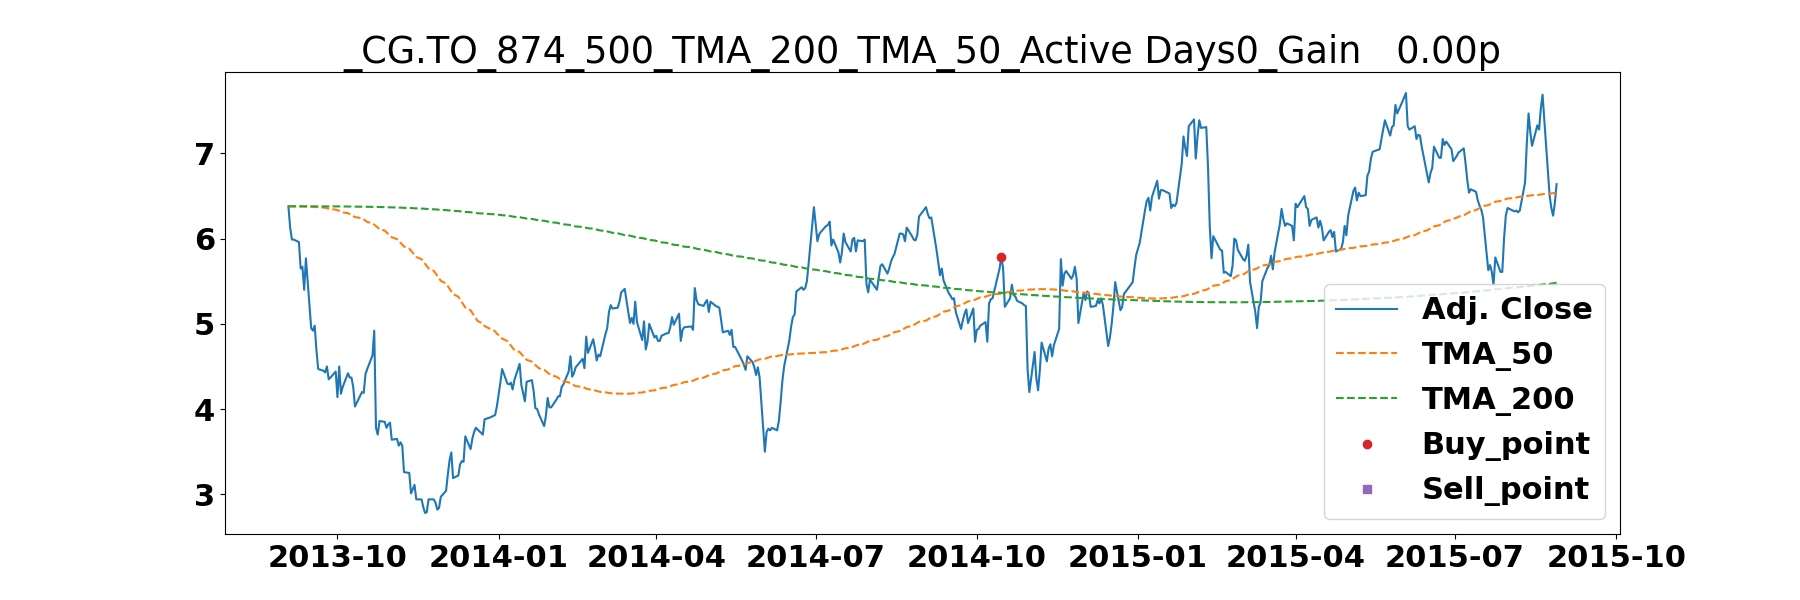 _CG.TO_874_500_TMA_200_TMA_50_Active Days0_Gain   0.00p
7
6
5
4
3
Adj. Close
TMA_50
TMA_200
Buy_point
Sell_point
2013-10 2014-01 2014-04 2014-07 2014-10 2015-01 2015-04 2015-07 2015-10